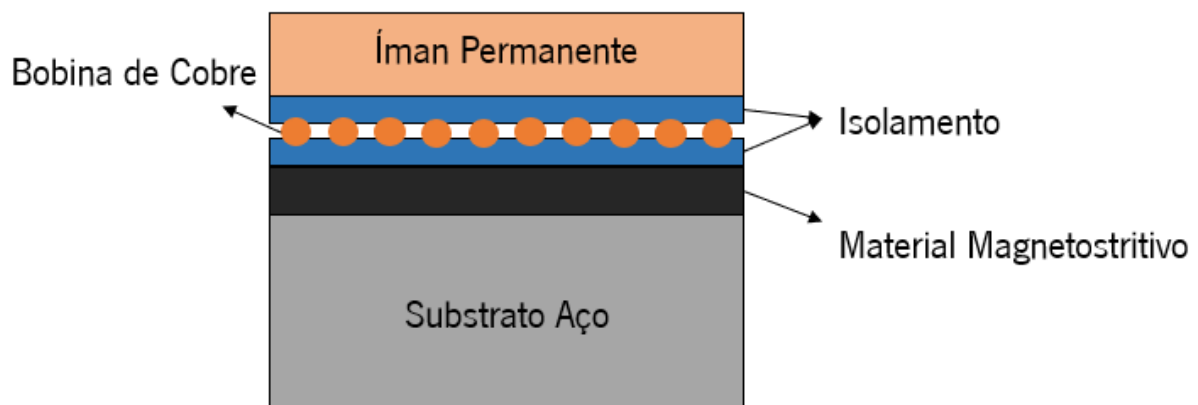 Íman Permanente
Bobina de Cobre
Isolamento
Material Magnetostritivo
Substrato Aço